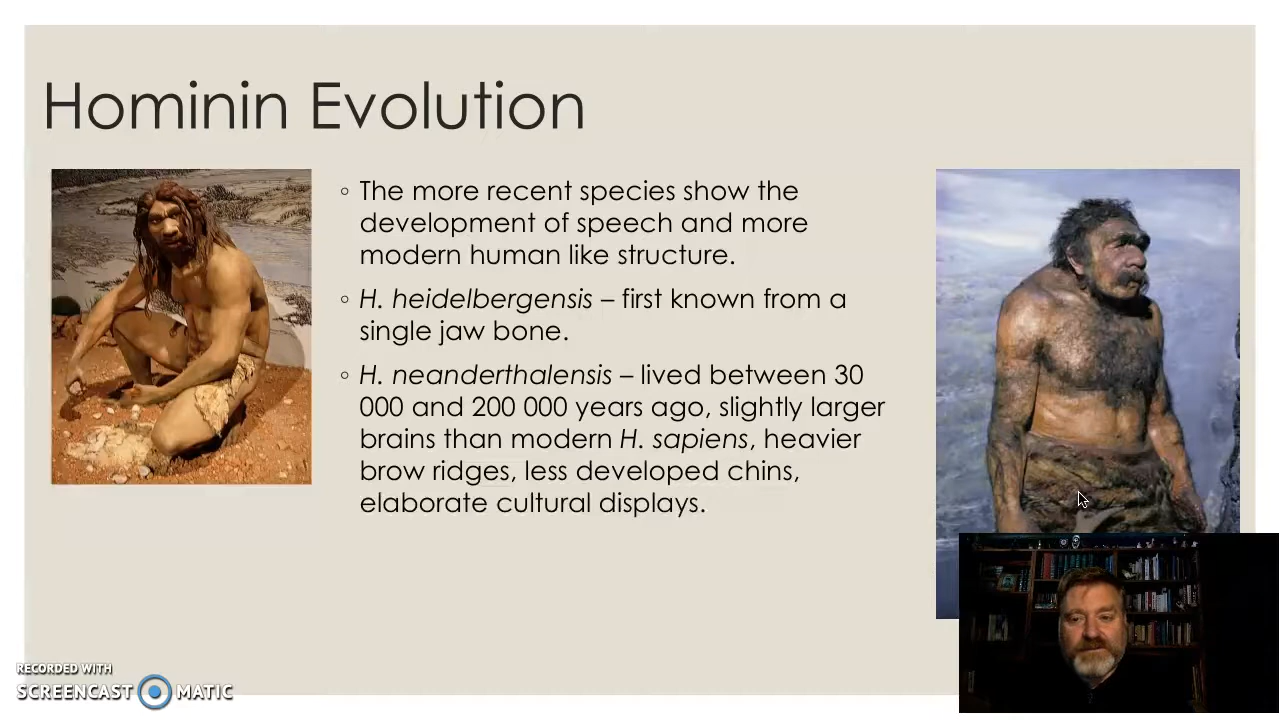 Hominin Evolution
◦ The more recent species show the
development of speech and more
modern human like structure.
◦ H. heidelbergensis – first known from a
single jaw bone.
◦ H. neanderthalensis – lived between 30
000 and 200 000 years ago, slightly larger
brains than modern H. sapiens, heavier
brow ridges, less developed chins,
elaborate cultural displays.
RECORDED WITH
SCREENCAST MATIC